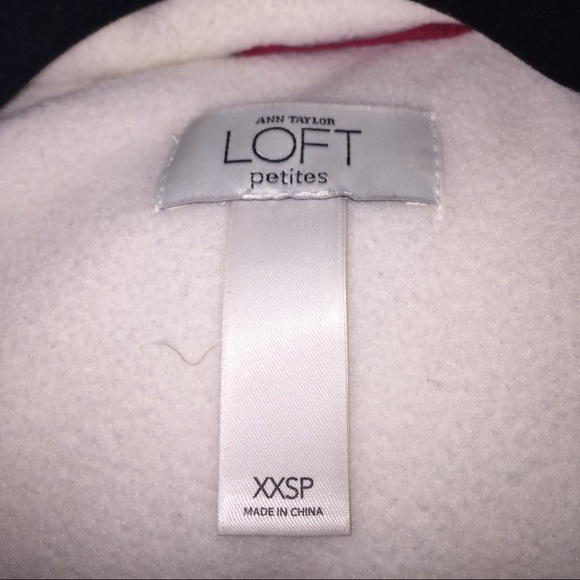 ANN TAYLOR
LOFT
petites
XXSP
MADE IN CHINA